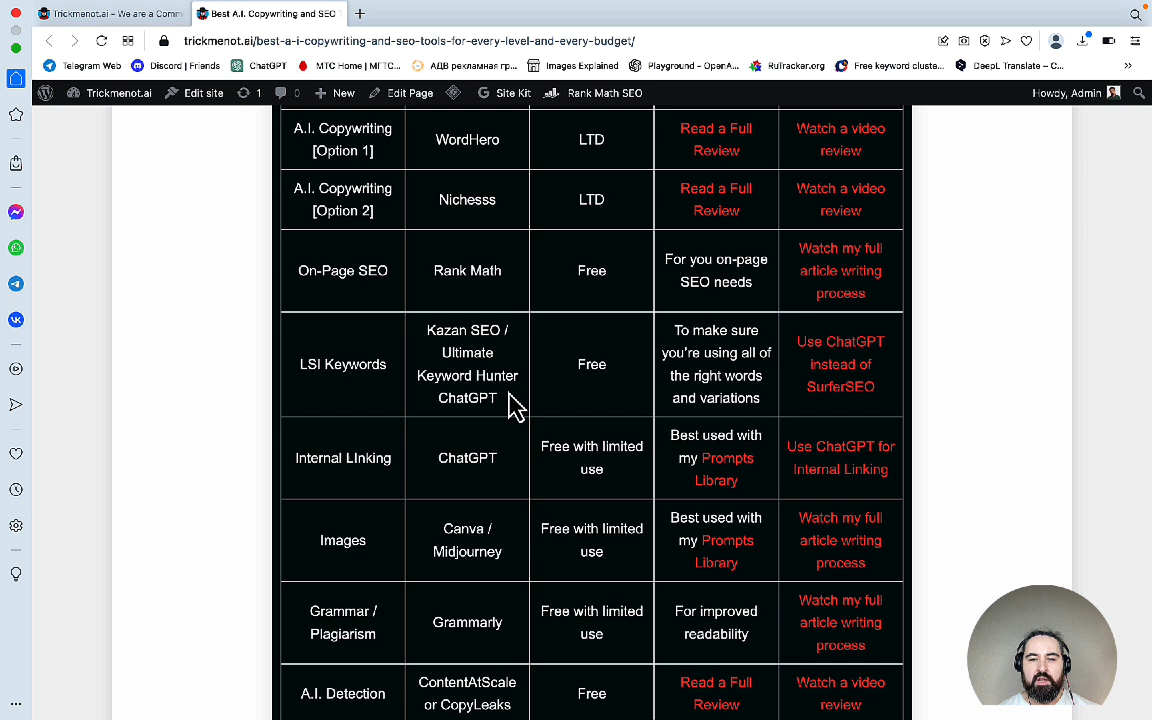 Trickmenot.ai – We are a Comm
Best A.I. Copywriting and SEO T
trickmenot.ai/best-a-i-copywriting-and-seo-tools-for-every-level-and-every-budget/
Telegram Web
Discord | Friends
ChatGPT
МТС Home | МГТС...
АДВ рекламная гр...
Images Explained
Playground – OpenA...
RuTracker.org
Free keyword cluste...
DeepL Translate – C...
Trickmenot.ai
Edit site
1
0
New
Edit Page
Site Kit
Rank Math SEO
Howdy, Admin
A.I. Copywriting
[Option 1]
WordHero
LTD
Read a Full
Review
Watch a video
review
A.I. Copywriting
[Option 2]
Nichesss
LTD
Read a Full
Review
Watch a video
review
On-Page SEO
Rank Math
Free
For you on-page
SEO needs
Watch my full
article writing
process
LSI Keywords
Kazan SEO /
Ultimate
Keyword Hunter
ChatGPT
Free
To make sure
you're using all of
the right words
and variations
Use ChatGPT
instead of
SurferSEO
Internal LInking
ChatGPT
Free with limited
use
Best used with
my Prompts
Library
Use ChatGPT for
Internal Linking
Images
Canva /
Midjourney
Free with limited
use
Best used with
my Prompts
Library
Watch my full
article writing
process
Grammar /
Plagiarism
Grammarly
Free with limited
use
For improved
readability
Watch my full
article writing
process
A.I. Detection
ContentAtScale
or CopyLeaks
Free
Read a Full
Review
Watch a video
review